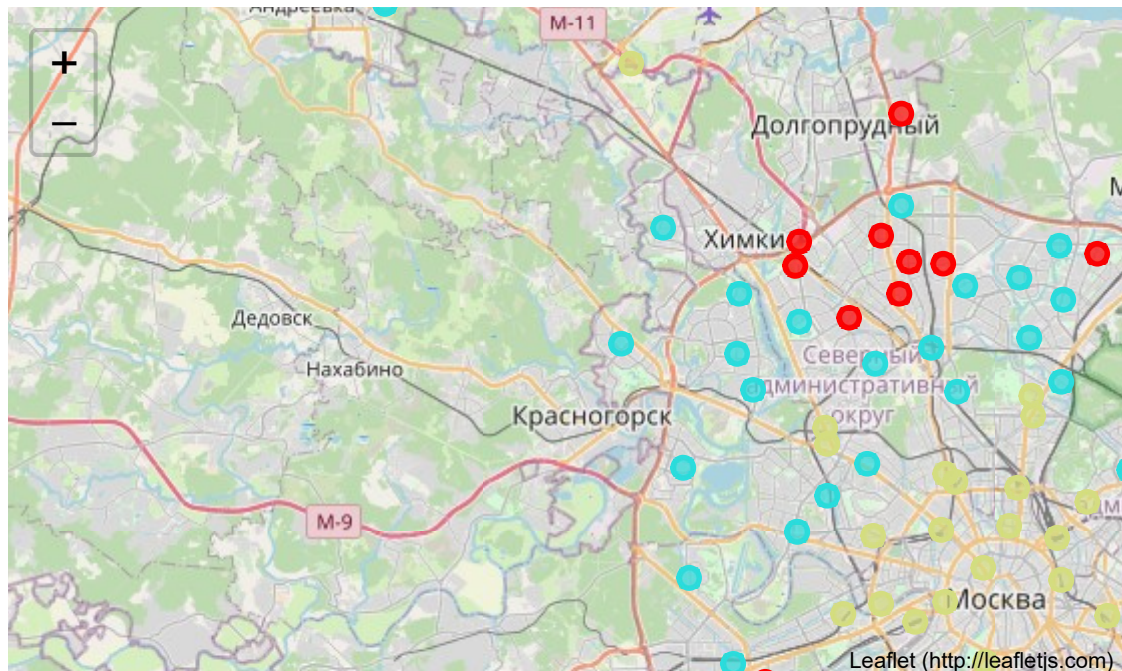 Андреевка
М-11
+
−
Долгопрудный
Химки
Дедовск
Нахабино
Северный
административный
округ
Красногорск
М-9
Москва
Leaflet (http://leafletjs.com)